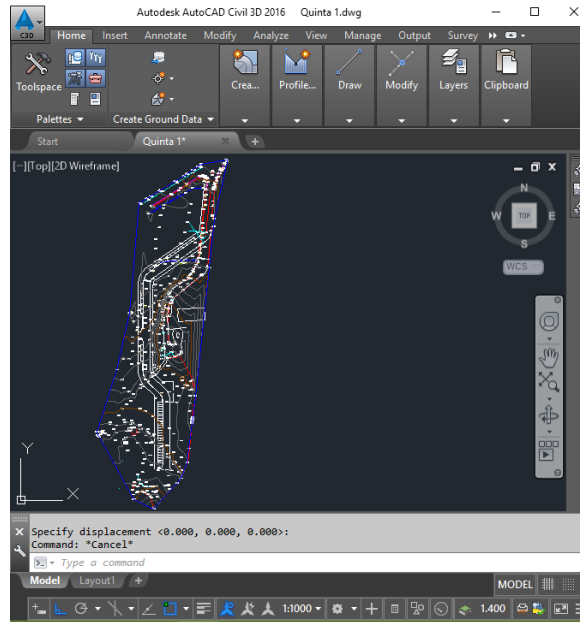 Autodesk AutoCAD Civil 3D 2016 Quinta 1.dwg
C3D
Home Insert Annotate Modify Analyze View Manage Output Survey
Toolspace
Crea... Profile... Draw Modify Layers Clipboard
Palettes Create Ground Data
Start Quinta 1*
[-][Top][2D Wireframe]
N
W TOP E
S
WCS
Y
X
Specify displacement <0.000, 0.000, 0.000>:
Command: *Cancel*
Type a command
Model Layout1 +
MODEL
1:1000 1.400